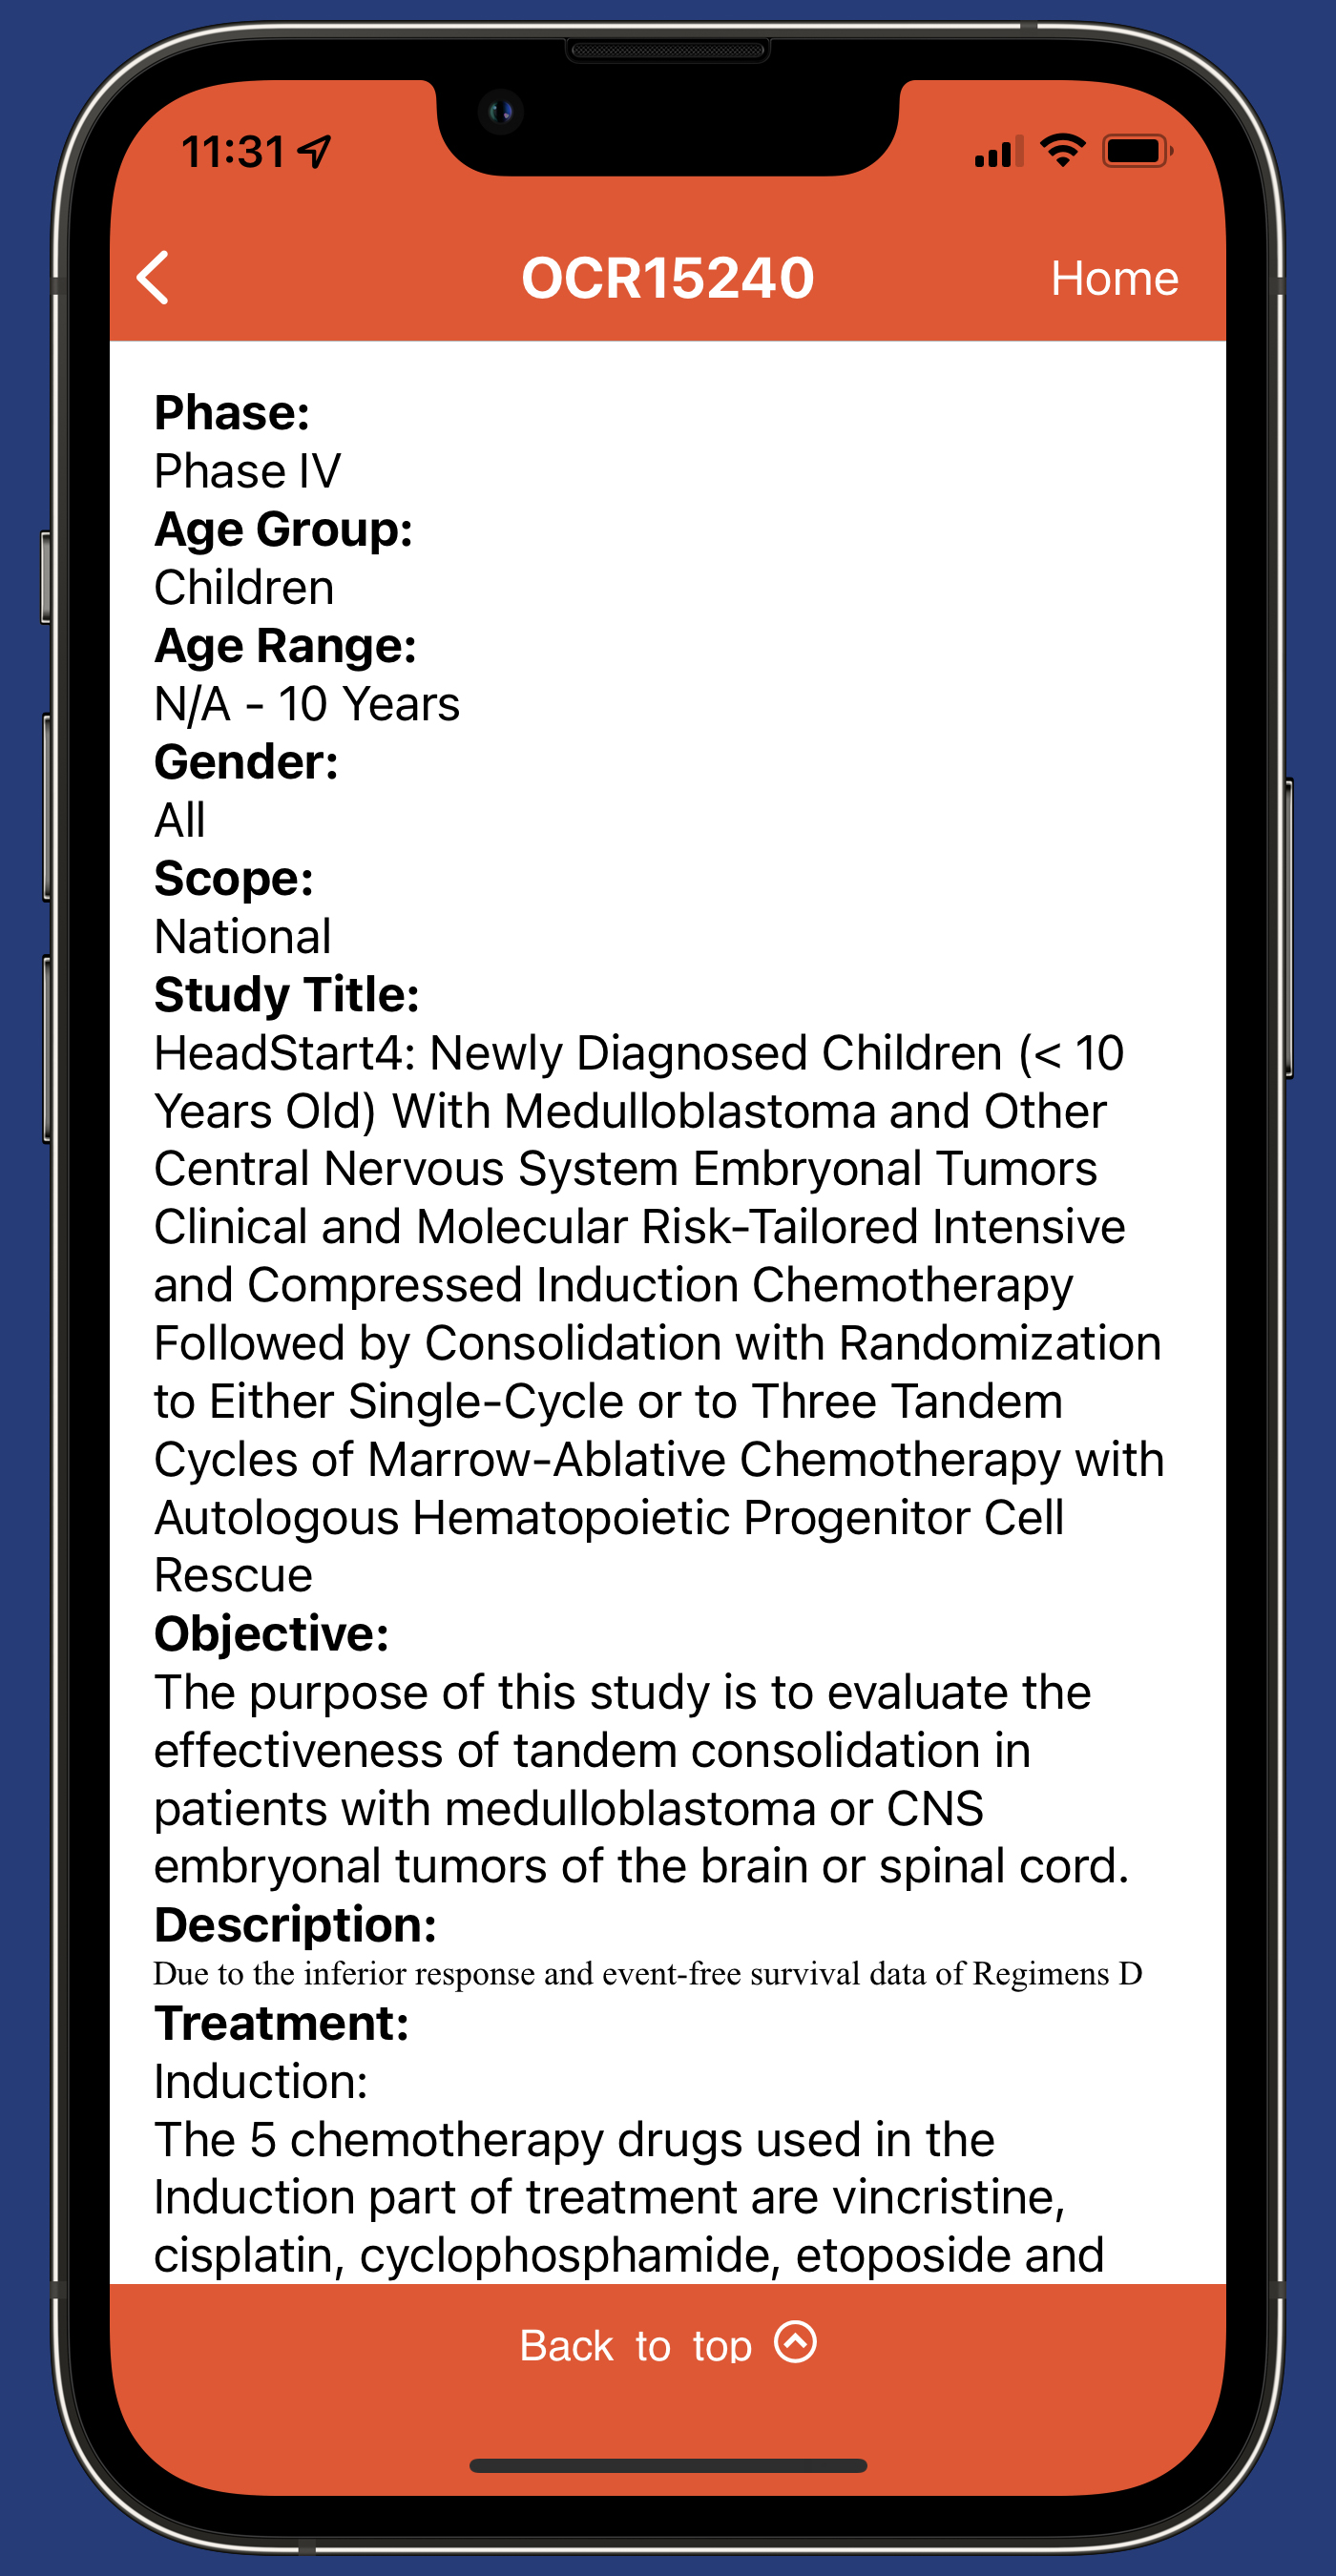 11:31
OCR15240
Home
Phase:
Phase IV
Age Group:
Children
Age Range:
N/A - 10 Years
Gender:
All
Scope:
National
Study Title:
HeadStart4: Newly Diagnosed Children (< 10
Years Old) With Medulloblastoma and Other
Central Nervous System Embryonal Tumors
Clinical and Molecular Risk-Tailored Intensive
and Compressed Induction Chemotherapy
Followed by Consolidation with Randomization
to Either Single-Cycle or to Three Tandem
Cycles of Marrow-Ablative Chemotherapy with
Autologous Hematopoietic Progenitor Cell
Rescue
Objective:
The purpose of this study is to evaluate the
effectiveness of tandem consolidation in
patients with medulloblastoma or CNS
embryonal tumors of the brain or spinal cord.
Description:
Due to the inferior response and event-free survival data of Regimens D
Treatment:
Induction:
The 5 chemotherapy drugs used in the
Induction part of treatment are vincristine,
cisplatin, cyclophosphamide, etoposide and
Back to top